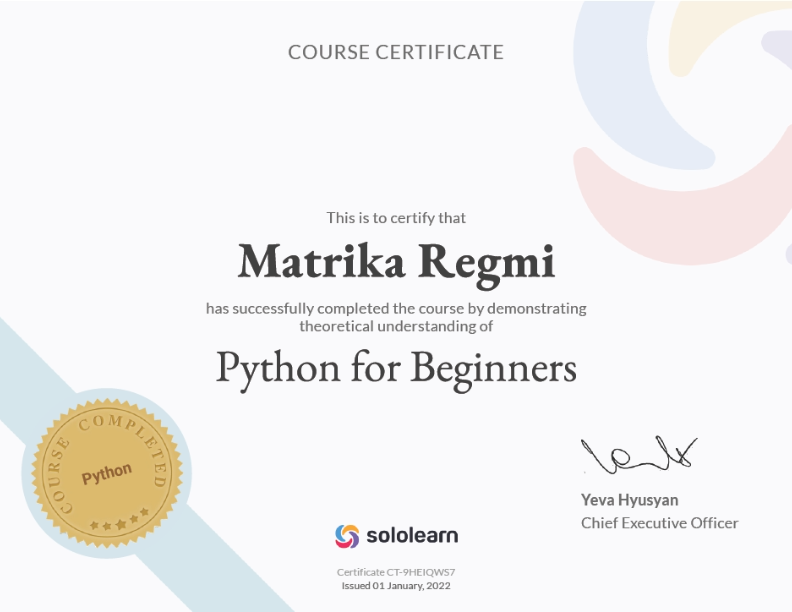 COURSE CERTIFICATE
This is to certify that
Matrika Regmi
has successfully completed the course by demonstrating
theoretical understanding of
Python for Beginners
COURSE COMPLETED
Python
Yeva Hyusyan
Chief Executive Officer
sololearn
Certificate CT-9HEIQWS7
Issued 01 January, 2022